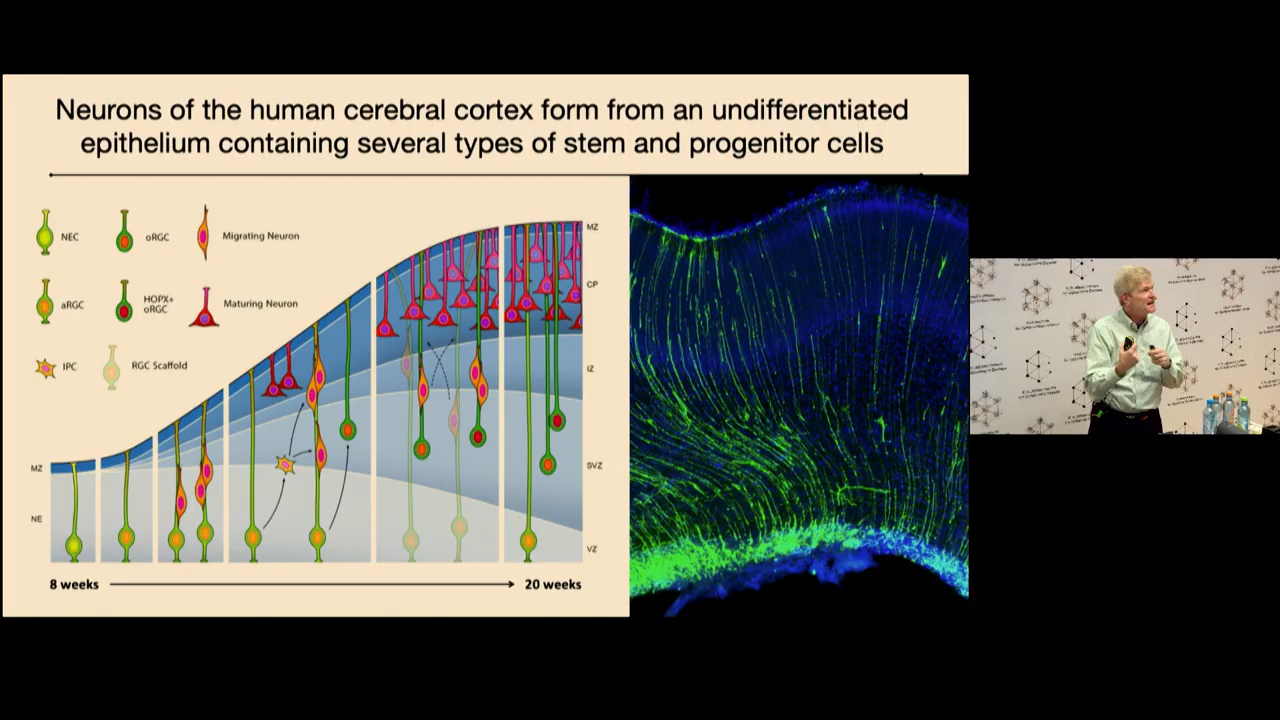 Neurons of the human cerebral cortex form from an undifferentiated
epithelium containing several types of stem and progenitor cells
NEC
oRGC
Migrating Neuron
aRGC
HOPX+
oRGC
Maturing Neuron
IPC
RGC Scaffold
MZ
NE
MZ
CP
IZ
SVZ
VZ
8 weeks
20 weeks